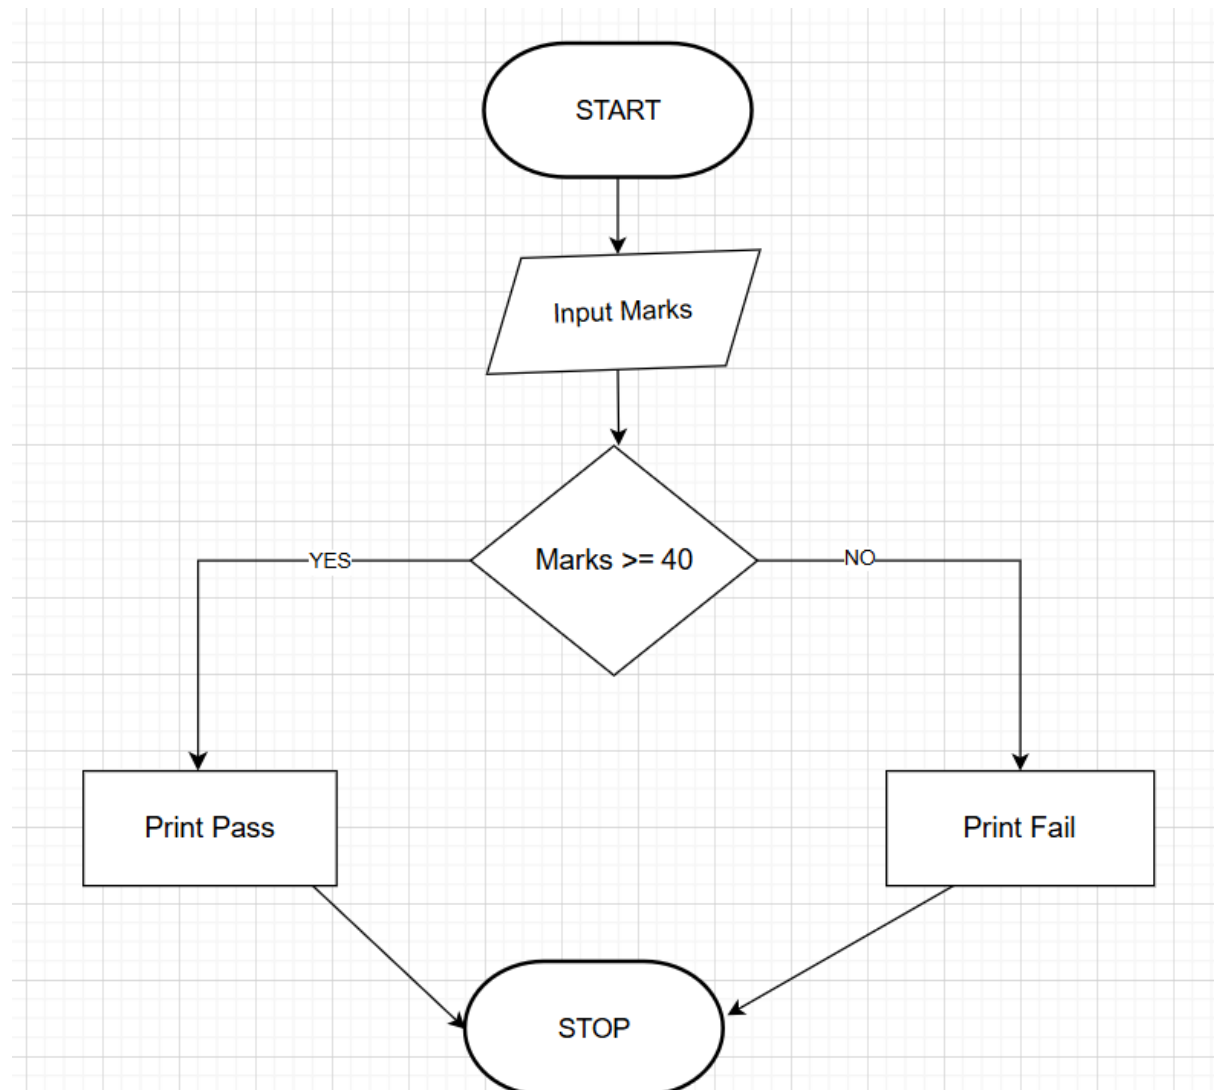 START
Input Marks
Marks >= 40
YES
NO
Print Pass
Print Fail
STOP